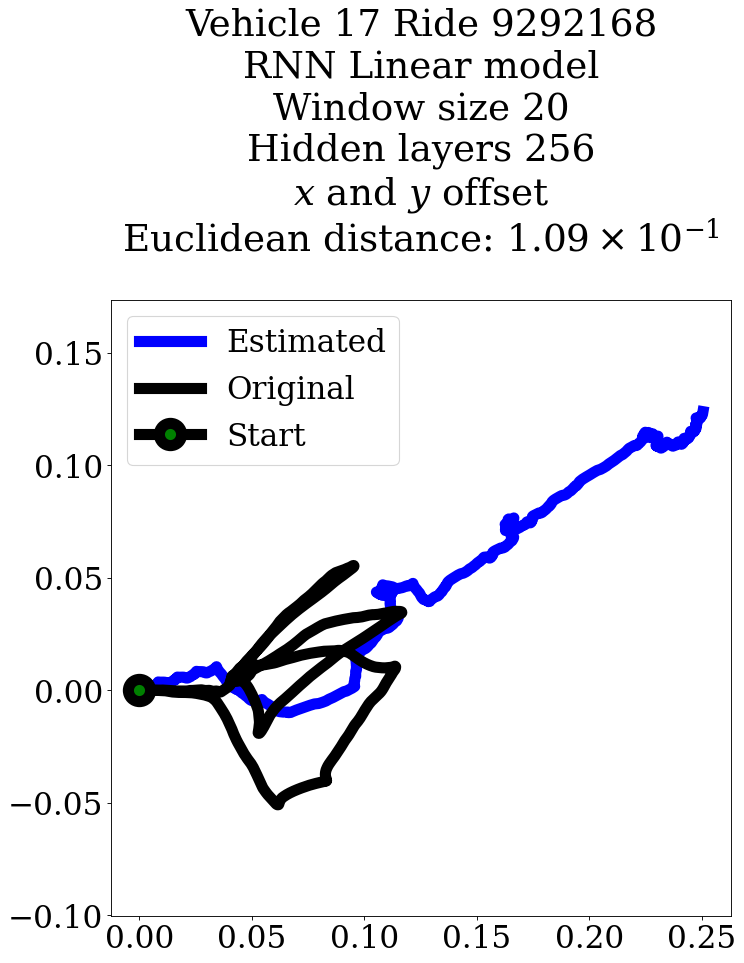 Vehicle 17 Ride 9292168
RNN Linear model
Window size 20
Hidden layers 256
x and y offset
Euclidean distance: 1.09 × 10⁻¹
Estimated
Original
Start
0.15
0.10
0.05
0.00
−0.05
−0.10
0.00 0.05 0.10 0.15 0.20 0.25